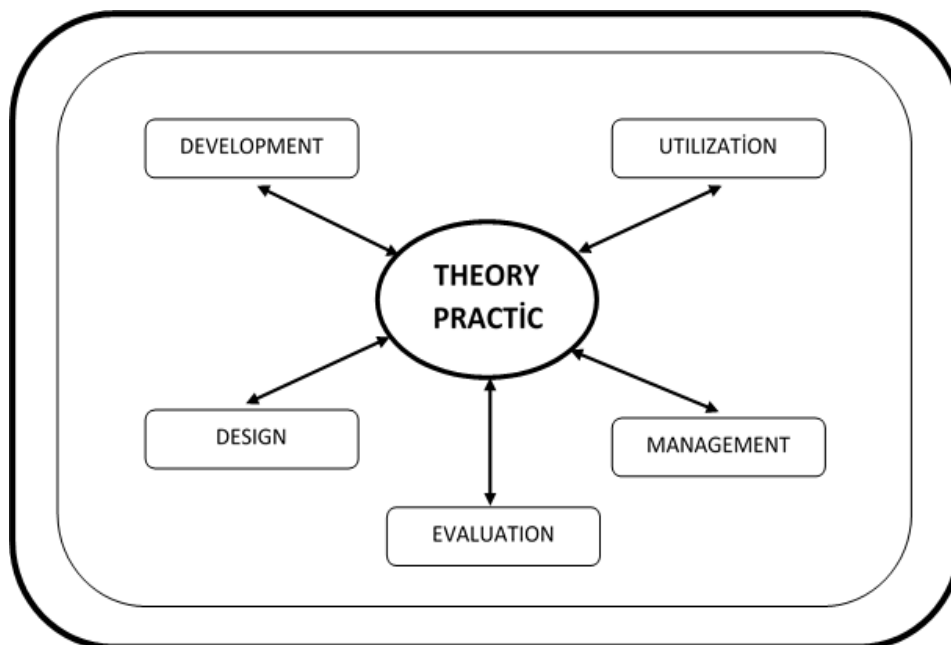 DEVELOPMENT
UTILIZATİON
THEORY
PRACTİC
DESIGN
MANAGEMENT
EVALUATION